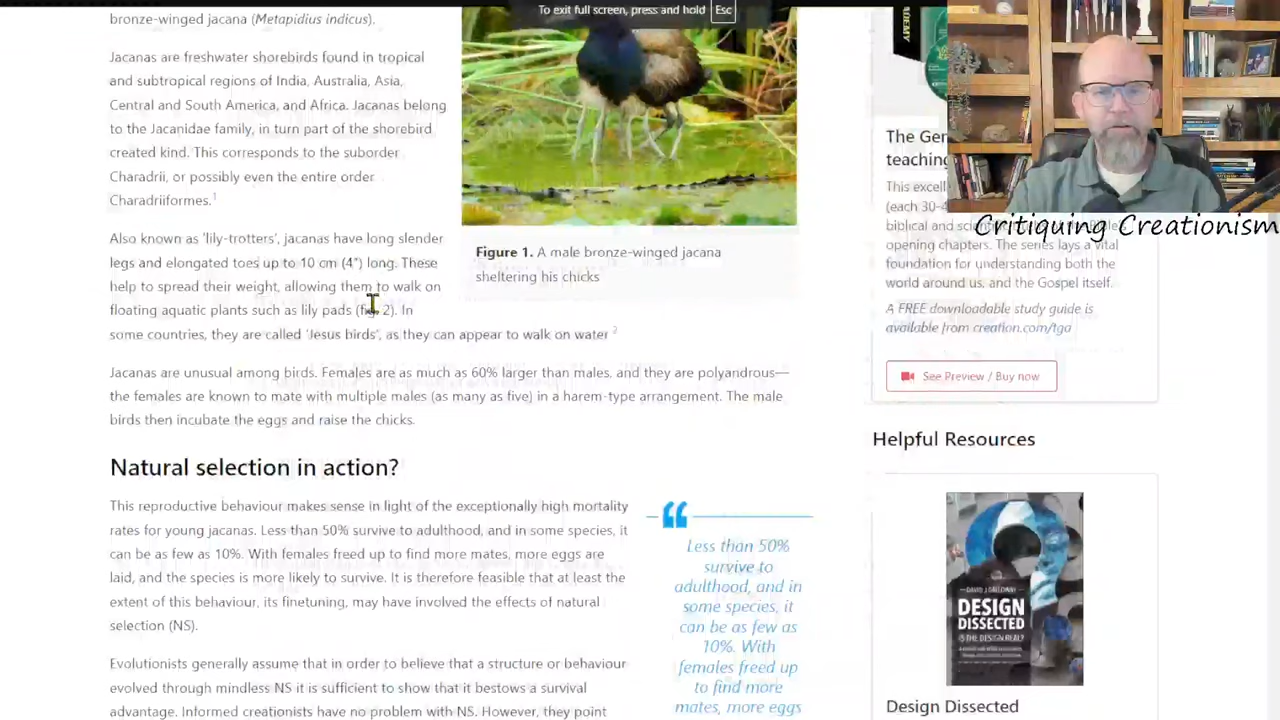 bronze-winged jacana (Metapidius indicus).
To exit full screen, press and hold Esc
Jacanas are freshwater shorebirds found in tropical
and subtropical regions of India, Australia, Asia,
Central and South America, and Africa. Jacanas belong
to the Jacanidae family, in turn part of the shorebird
created kind. This corresponds to the suborder
Charadrii, or possibly even the entire order
Charadriiformes.1
Also known as 'lily-trotters', jacanas have long slender
legs and elongated toes up to 10 cm (4") long. These
help to spread their weight, allowing them to walk on
floating aquatic plants such as lily pads (fig. 2). In
some countries, they are called 'Jesus birds', as they can appear to walk on water
Figure 1. A male bronze-winged jacana
sheltering his chicks
Jacanas are unusual among birds. Females are as much as 60% larger than males, and they are polyandrous—
the females are known to mate with multiple males (as many as five) in a harem-type arrangement. The male
birds then incubate the eggs and raise the chicks.
Natural selection in action?
This reproductive behaviour makes sense in light of the exceptionally high mortality
rates for young jacanas. Less than 50% survive to adulthood, and in some species, it
can be as few as 10%. With females freed up to find more mates, more eggs are
laid, and the species is more likely to survive. It is therefore feasible that at least the
extent of this behaviour, its finetuning, may have involved the effects of natural
selection (NS).
Evolutionists generally assume that in order to believe that a structure or behaviour
evolved through mindless NS it is sufficient to show that it bestows a survival
advantage. Informed creationists have no problem with NS. However, they point
“
Less than 50%
survive to
adulthood, and in
some species, it
can be as few as
10%. With
females freed up
to find more
mates, more eggs
ADEMY
The Gen
teaching
This excell
(each 30-4
biblical and scientific
Critiquing Creationism
opening chapters. The series lays a vital
foundation for understanding both the
world around us, and the Gospel itself.
A FREE downloadable study guide is
available from creation.com/tga
See Preview / Buy now
Helpful Resources
DESIGN
DISSECTED
IS THE DESIGN REAL?
Design Dissected